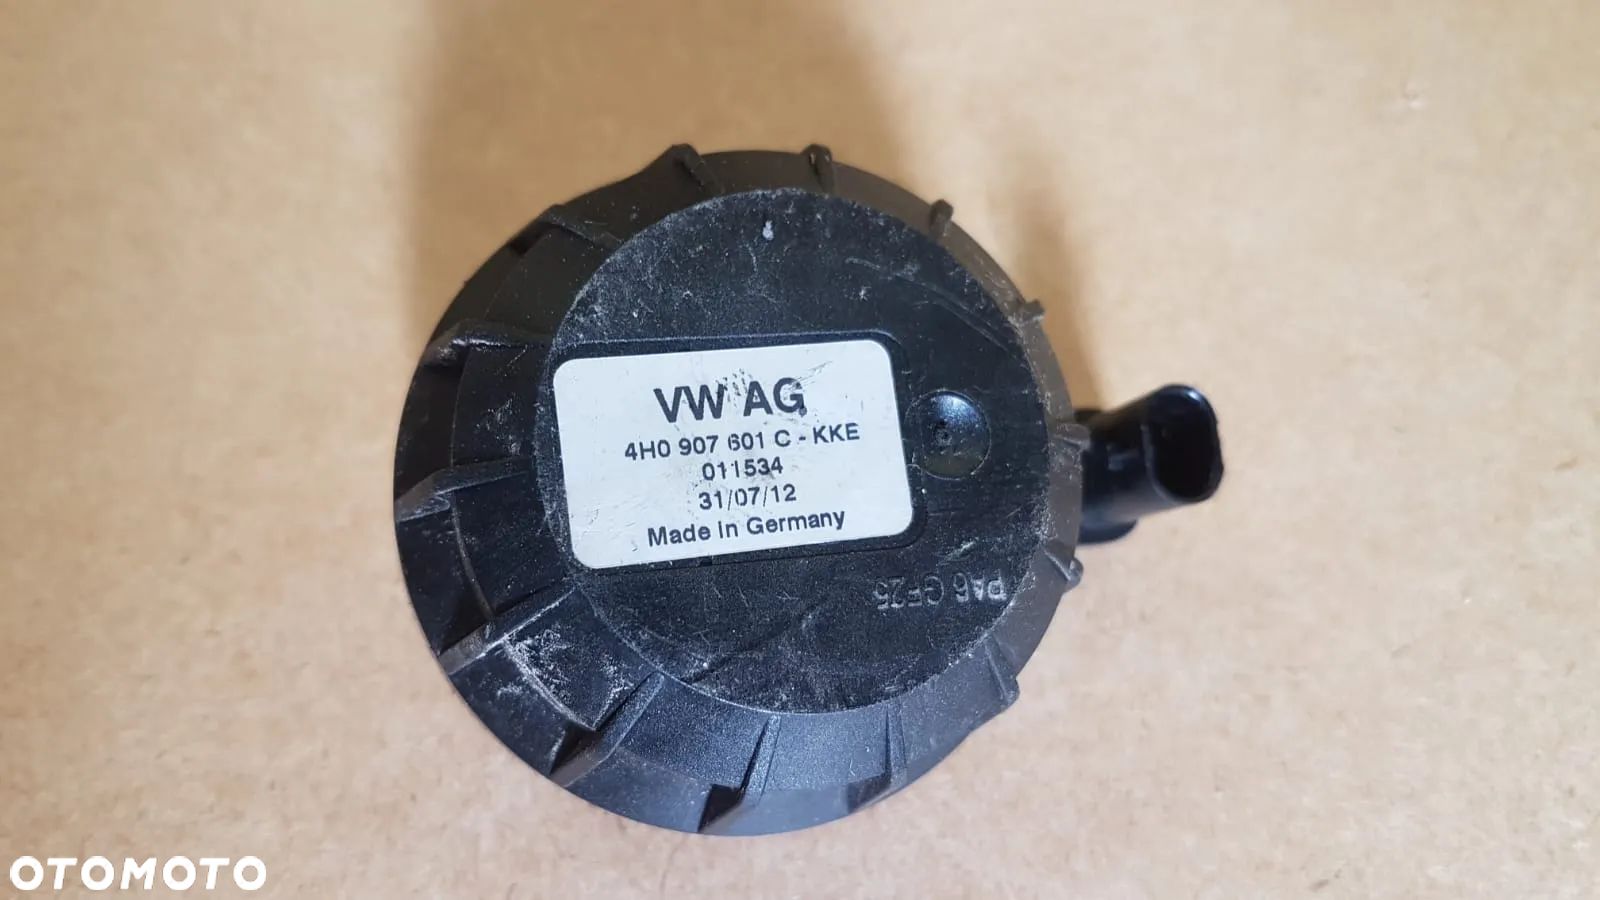 VW AG
4H0 907 601 C - KKE
011534
31/07/12
Made in Germany
PA6 GF25
OTOMOTO